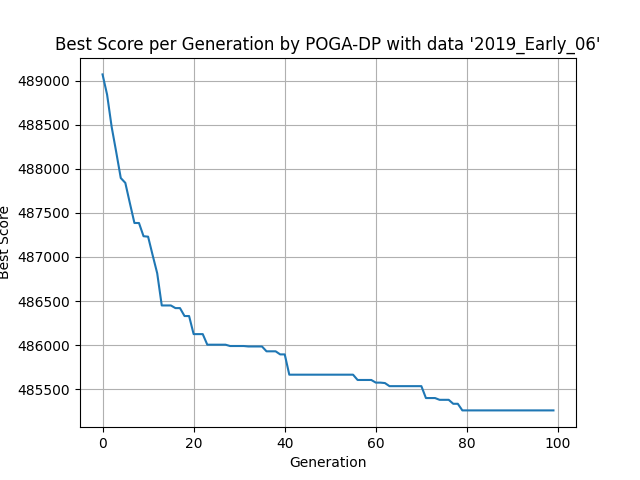 Best Score per Generation by POGA-DP with data '2019_Early_06'
489000
488500
488000
487500
487000
486500
486000
485500
Best Score
0 20 40 60 80 100
Generation